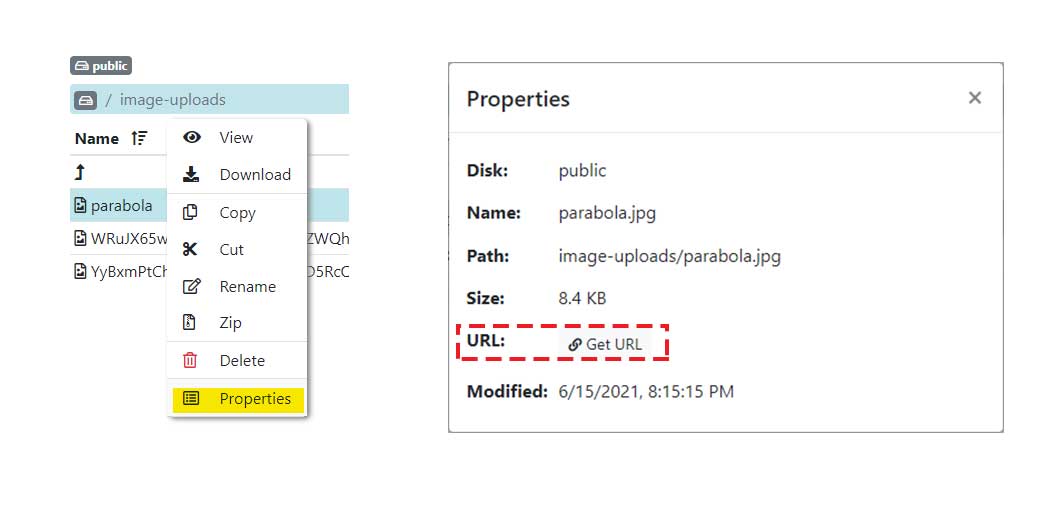 public
/ image-uploads
Name
parabola
WRuJX65w
ZWQh
YyBxmPtCh
D5RcC
View
Download
Copy
Cut
Rename
Zip
Delete
Properties
Properties
Disk: public
Name: parabola.jpg
Path: image-uploads/parabola.jpg
Size: 8.4 KB
URL: Get URL
Modified: 6/15/2021, 8:15:15 PM